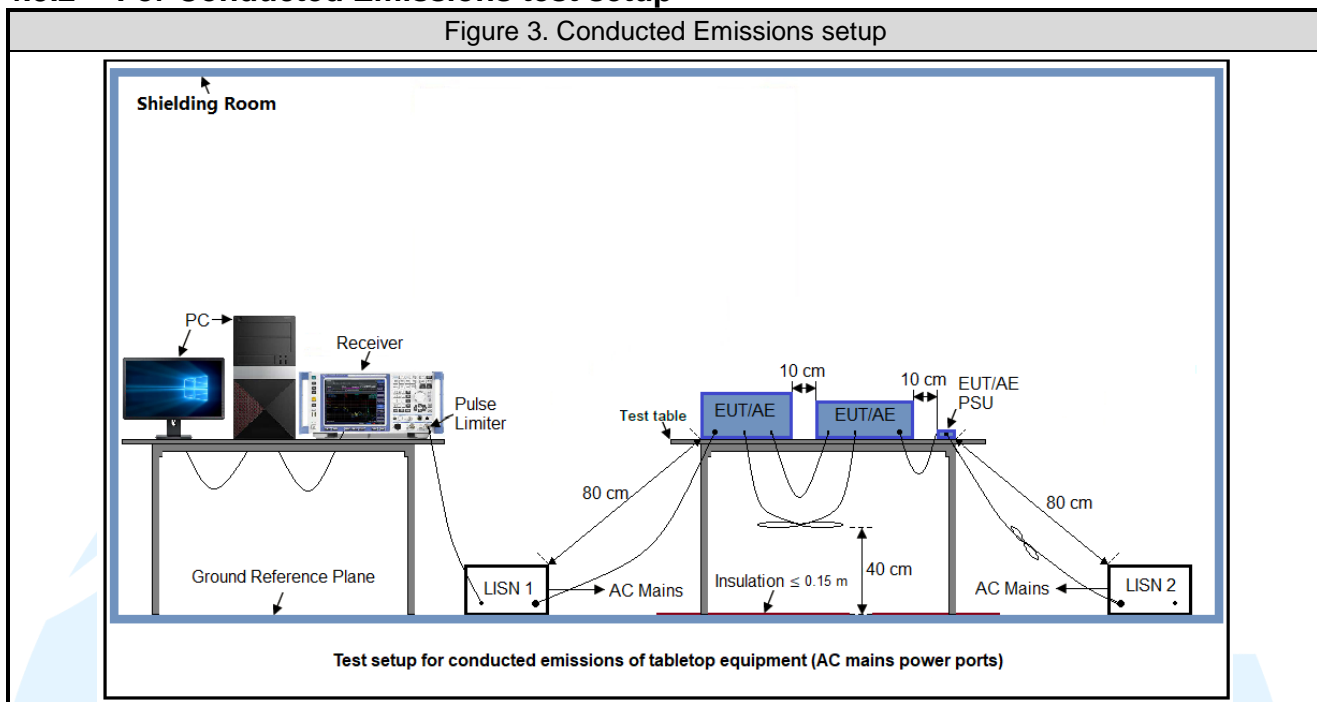 Figure 3. Conducted Emissions setup
Shielding Room
PC
Receiver
Pulse
Limiter
10 cm
10 cm
EUT/AE
PSU
Test table
EUT/AE
EUT/AE
80 cm
80 cm
Ground Reference Plane
LISN 1
AC Mains
Insulation ≤ 0.15 m
40 cm
AC Mains
LISN 2
Test setup for conducted emissions of tabletop equipment (AC mains power ports)